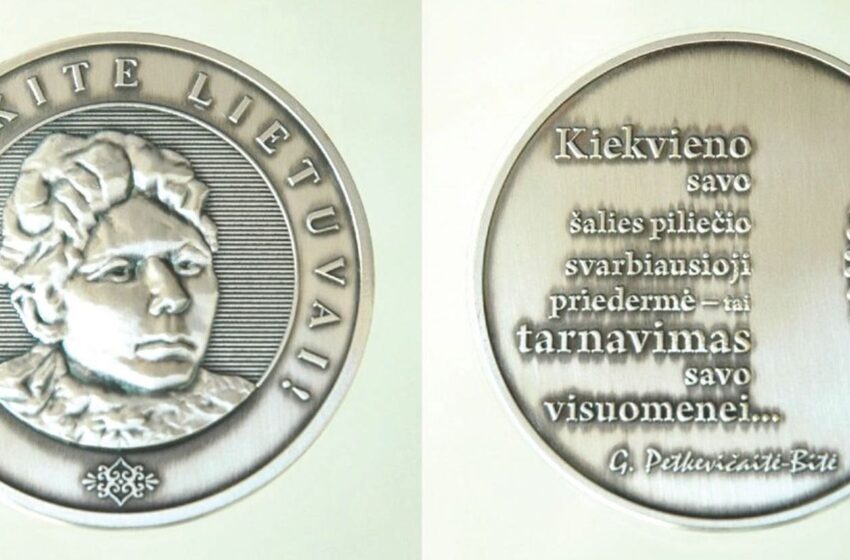 KITE LIETUVAI!
Kiekvieno
savo
šalies piliečio
svarbiausioji
priedermė – tai
tarnavimas
savo
visuomenei...
G. Petkevičaitė-Bitė